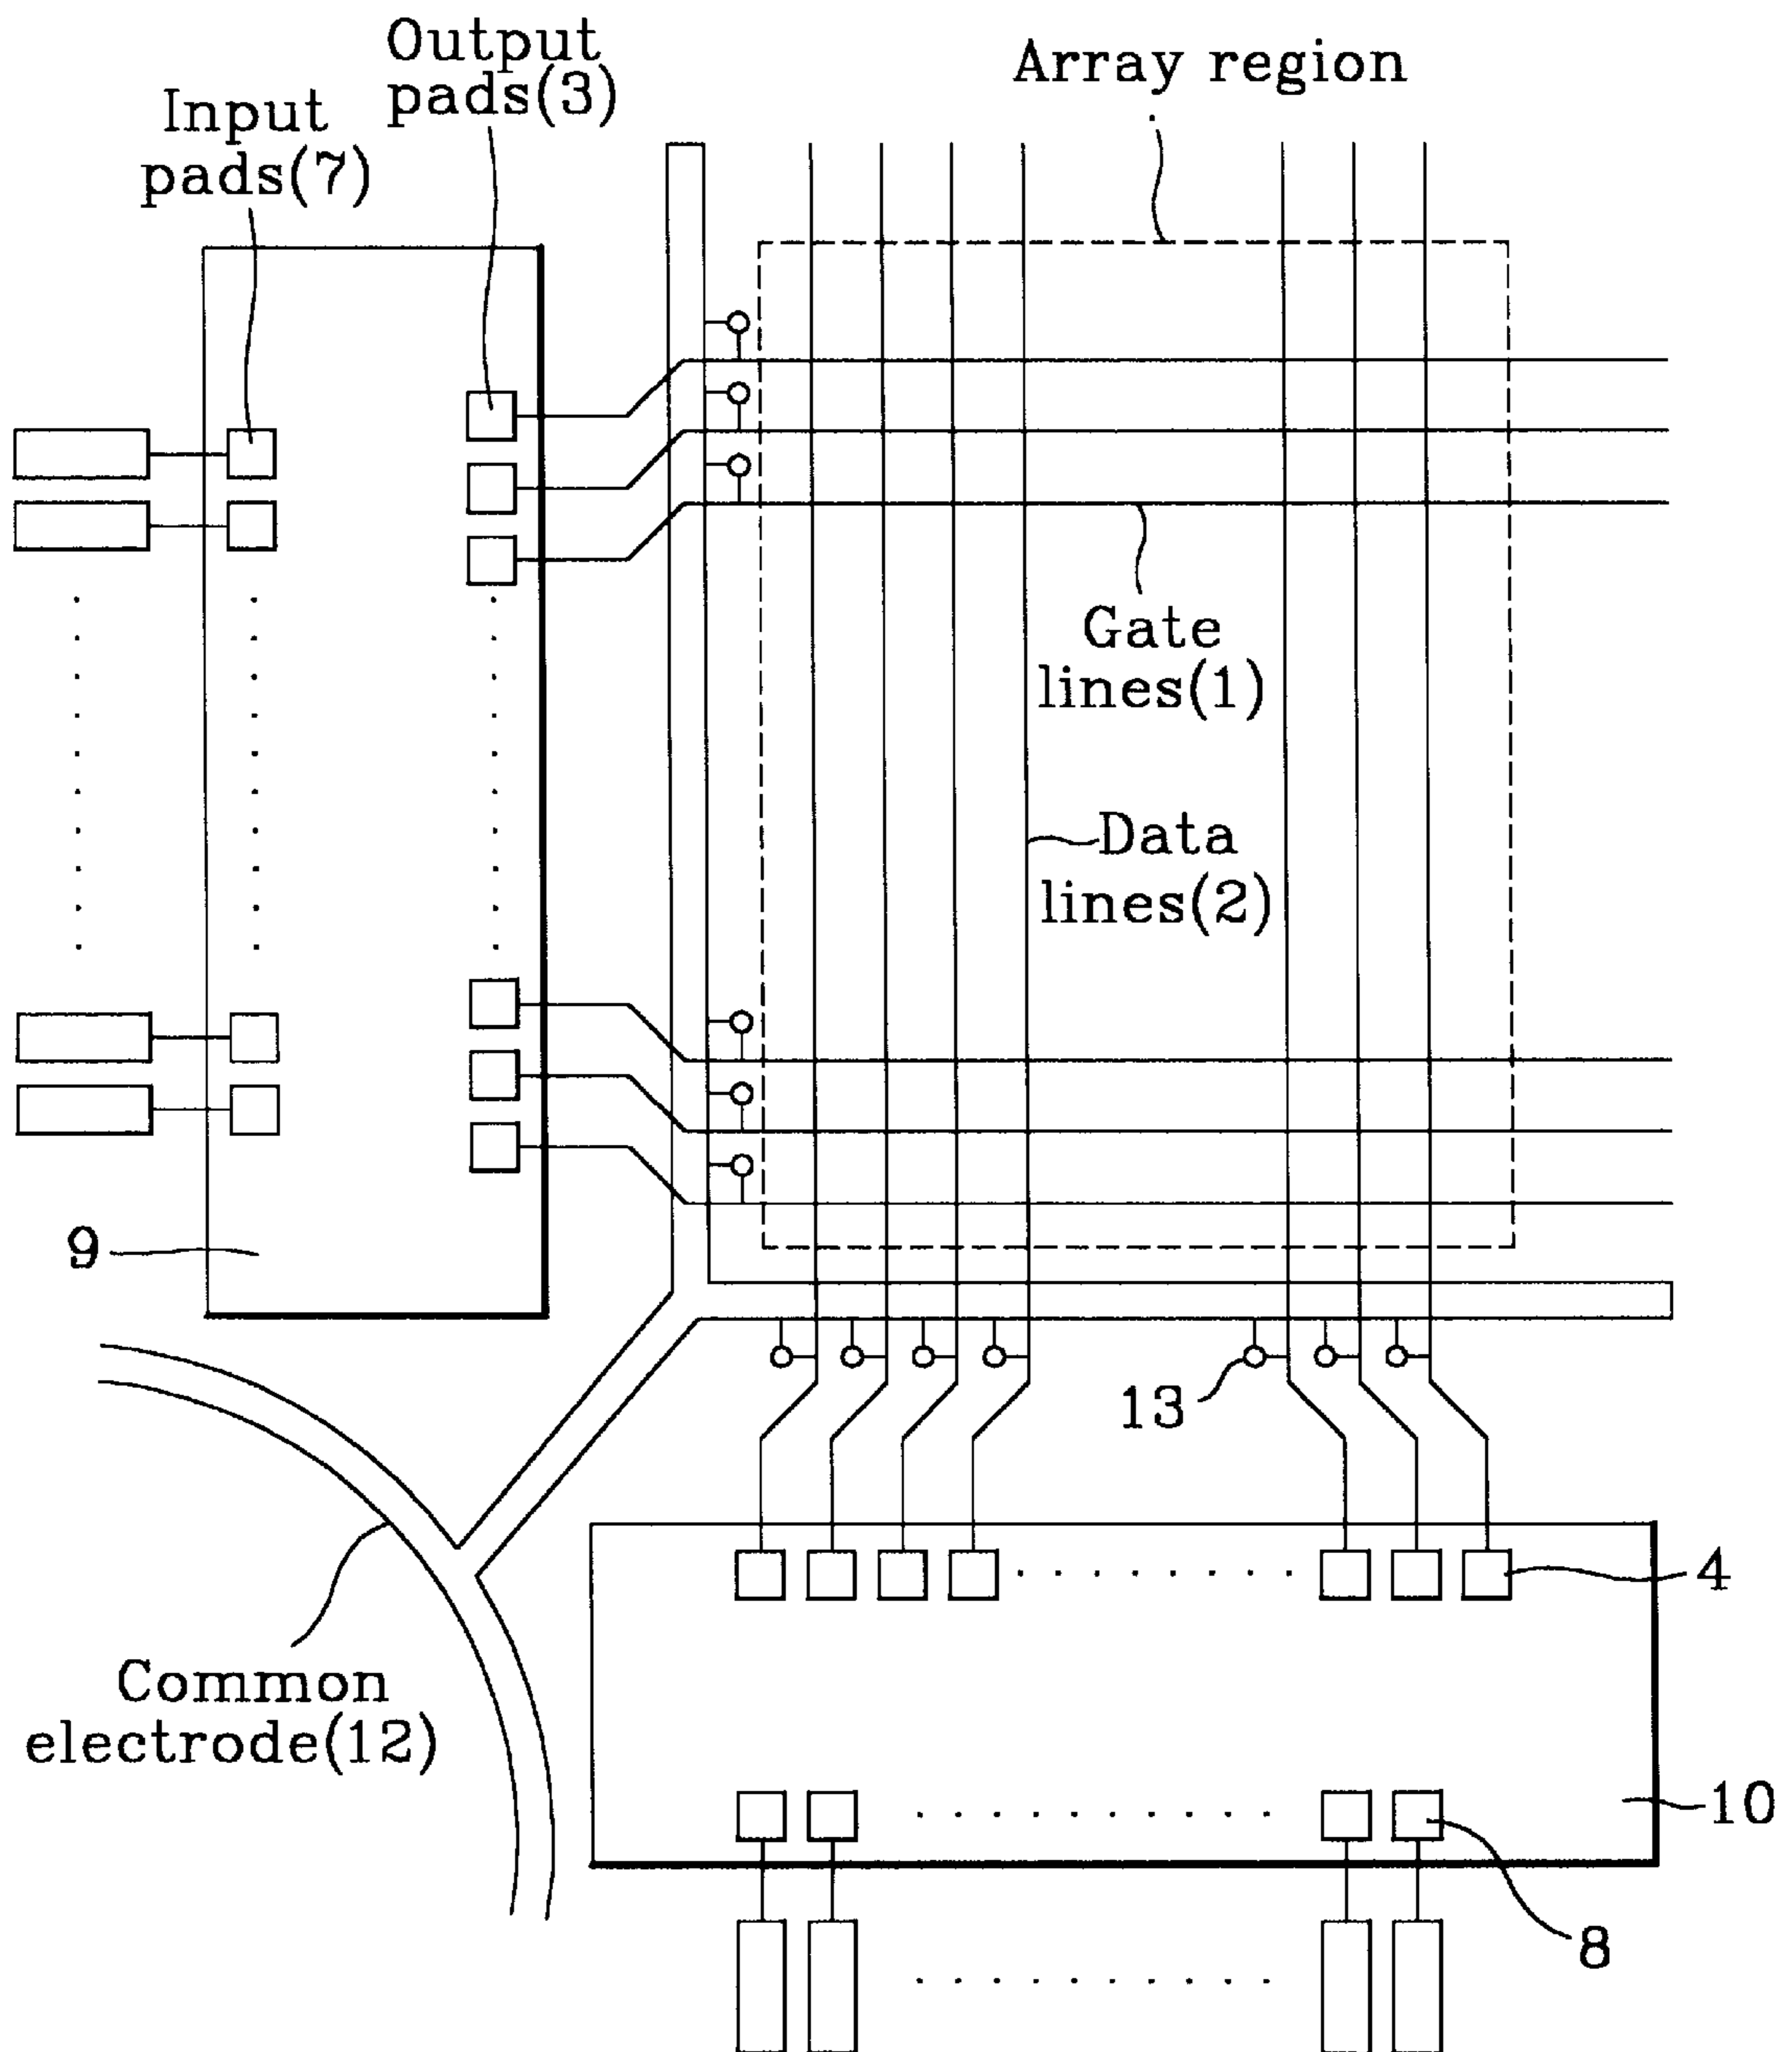 Output
pads(3)
Array region
Input
pads(7)
Gate
lines(1)
Data
lines(2)
9
13
4
Common
electrode(12)
10
8